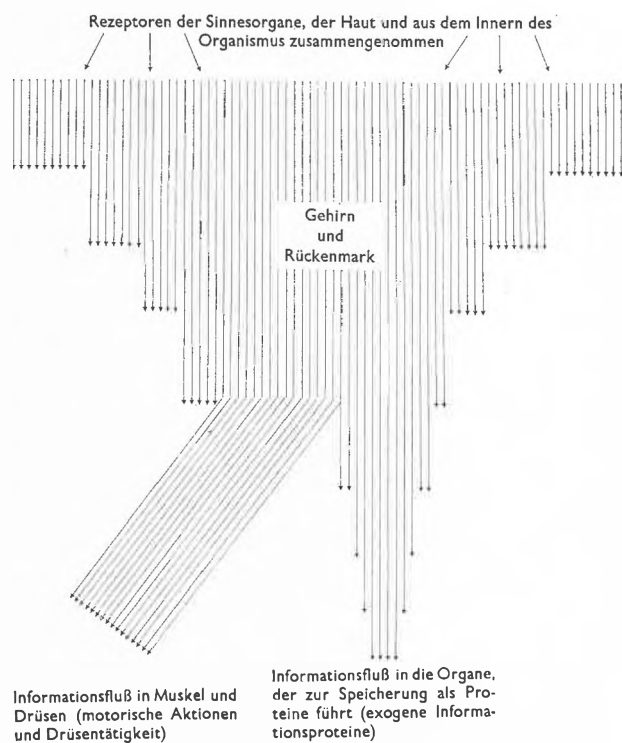 Rezeptoren der Sinnesorgane, der Haut und aus dem Innern des
Organismus zusammengenommen
Gehirn
und
Rückenmark
Informationsfluß in Muskel und
Drüsen (motorische Aktionen
und Drüsentätigkeit)
Informationsfluß in die Organe,
der zur Speicherung als Pro-
teine führt (exogene Informa-
tionsproteine)